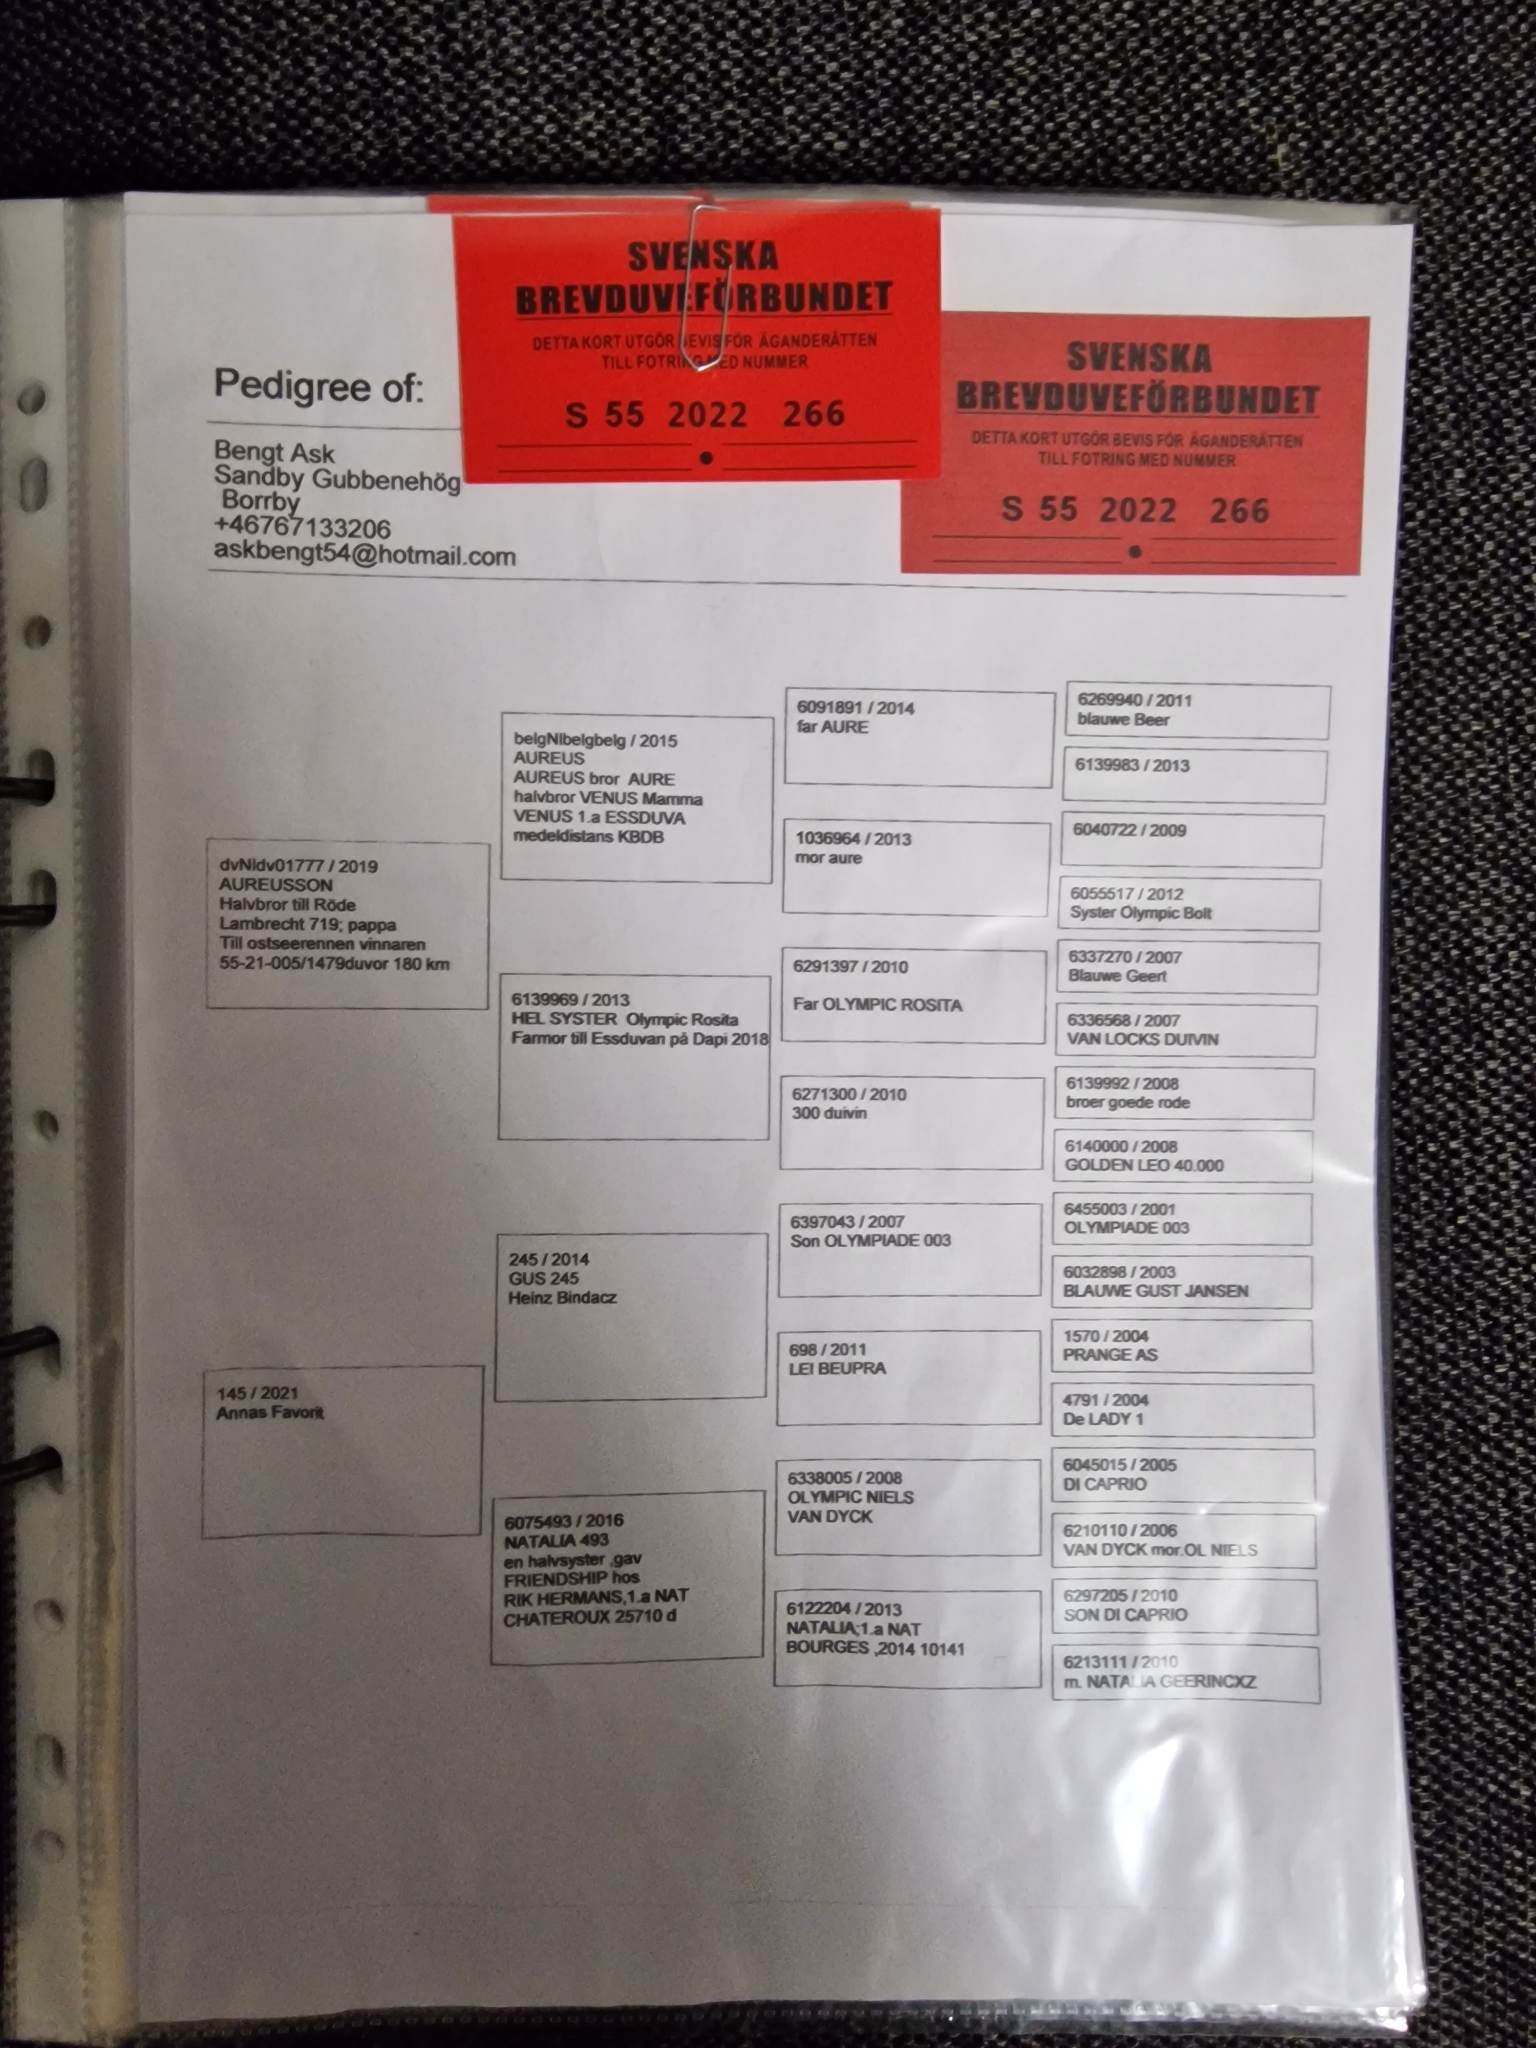 SVENSKA
BREVDUVEFÖRBUNDET
DETTA KORT UTGÖR BEVIS FÖR ÄGANDERÄTTEN
TILL FOTRING MED NUMMER
S 55 2022 266
SVENSKA
BREVDUVEFÖRBUNDET
DETTA KORT UTGÖR BEVIS FÖR ÄGANDERÄTTEN
TILL FOTRING MED NUMMER
S 55 2022 266
Pedigree of:
Bengt Ask
Sandby Gubbenehög
Borrby
+46767133206
askbengt54@hotmail.com
dvNldv01777 / 2019
AUREUSSON
Halvbror till Röde
Lambrecht 719; pappa
Till ostseerennen vinnaren
55-21-005/1479duvor 180 km
145 / 2021
Annas Favorit
belgNlbelgbelg / 2015
AUREUS
AUREUS bror AURE
halvbror VENUS Mamma
VENUS 1.a ESSDUVA
medeldistans KBDB
6139969 / 2013
HEL SYSTER Olympic Rosita
Farmor till Essduvan på Dapi 2018
245 / 2014
GUS 245
Heinz Bindacz
6075493 / 2016
NATALIA 493
en halvsyster ,gav
FRIENDSHIP hos
RIK HERMANS,1.a NAT
CHATEROUX 25710 d
6091891 / 2014
far AURE
1036964 / 2013
mor aure
6291397 / 2010
Far OLYMPIC ROSITA
6271300 / 2010
300 duivin
6397043 / 2007
Son OLYMPIADE 003
698 / 2011
LEI BEUPRA
6338005 / 2008
OLYMPIC NIELS
VAN DYCK
6122204 / 2013
NATALIA;1.a NAT
BOURGES ,2014 10141
6269940 / 2011
blauwe Beer
6139983 / 2013
6040722 / 2009
6055517 / 2012
Syster Olympic Bolt
6337270 / 2007
Blauwe Geert
6336568 / 2007
VAN LOCKS DUIVIN
6139992 / 2008
broer goede rode
6140000 / 2008
GOLDEN LEO 40.000
6455003 / 2001
OLYMPIADE 003
6032898 / 2003
BLAUWE GUST JANSEN
1570 / 2004
PRANGE AS
4791 / 2004
De LADY 1
6045015 / 2005
DI CAPRIO
6210110 / 2006
VAN DYCK mor.OL NIELS
6297205 / 2010
SON DI CAPRIO
6213111 / 2010
m. NATALIA GEERINCXZ